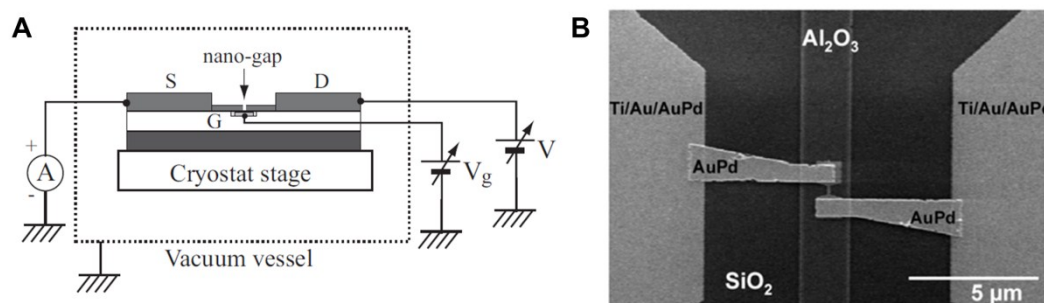 A
nano-gap
S
D
G
+
A
-
Cryostat stage
Vg
V
Vacuum vessel
B
Al₂O₃
Ti/Au/AuPd
Ti/Au/AuPd
AuPd
AuPd
SiO₂
5 μm